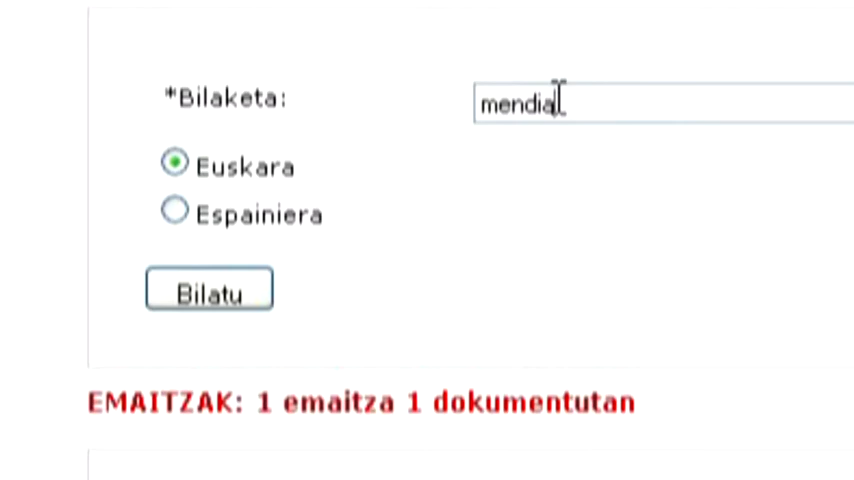 *Bilaketa:
mendia
Euskara
Espainiera
Bilatu
EMAITZAK: 1 emaitza 1 dokumentutan